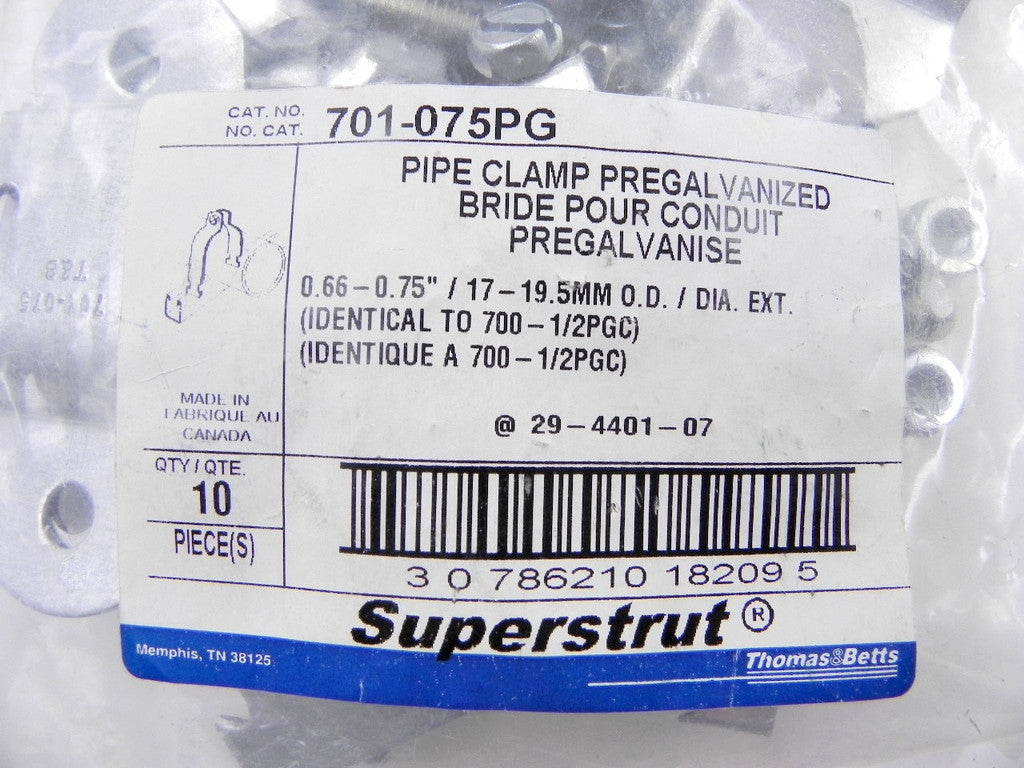 CAT. NO. 701-075PG
NO. CAT.
PIPE CLAMP PREGALVANIZED
BRIDE POUR CONDUIT
PREGALVANISE
0.66-0.75" / 17-19.5MM O.D. / DIA. EXT.
(IDENTICAL TO 700-1/2PGC)
(IDENTIQUE A 700-1/2PGC)
MADE IN
FABRIQUE AU
CANADA
@ 29-4401-07
QTY/QTE.
10
PIECE(S)
3 0 786210 18209 5
Superstrut ®
Memphis, TN 38125
Thomas&Betts
T&B
701-075